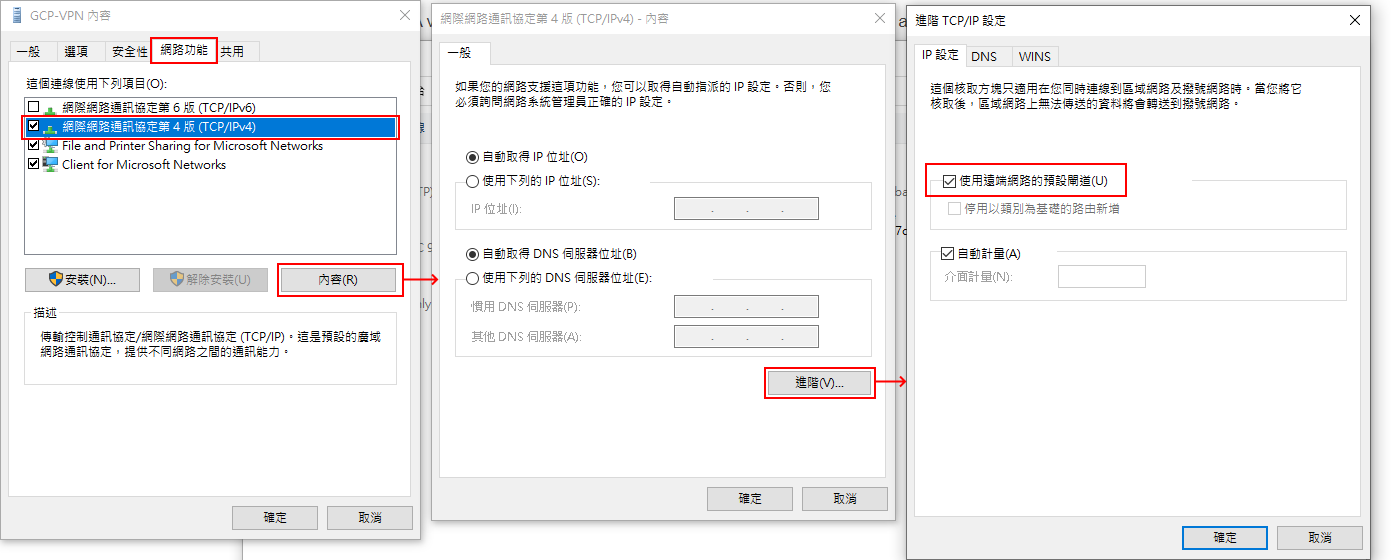 GCP-VPN 內容
一般
選項
安全性
網路功能
共用
這個連線使用下列項目(O):
網際網路通訊協定第 6 版 (TCP/IPv6)
網際網路通訊協定第 4 版 (TCP/IPv4)
File and Printer Sharing for Microsoft Networks
Client for Microsoft Networks
安裝(N)...
解除安裝(U)
內容(R)
描述
傳輸控制通訊協定/網際網路通訊協定 (TCP/IP)。這是預設的廣域
網路通訊協定，提供不同網路之間的通訊能力。
確定
取消
網際網路通訊協定第 4 版 (TCP/IPv4) - 內容
一般
如果您的網路支援這項功能，您可以取得自動指派的 IP 設定。否則，您
必須詢問網路系統管理員正確的 IP 設定。
自動取得 IP 位址(O)
使用下列的 IP 位址(S):
IP 位址(I):
自動取得 DNS 伺服器位址(B)
使用下列的 DNS 伺服器位址(E):
慣用 DNS 伺服器(P):
其他 DNS 伺服器(A):
進階(V)...
確定
取消
進階 TCP/IP 設定
IP 設定
DNS
WINS
這個核取方塊只適用在您同時連線到區域網路及撥號網路時。當您將它
核取後，區域網路上無法傳送的資料將會轉送到撥號網路。
使用遠端網路的預設閘道(U)
停用以類別為基礎的路由新增
自動計量(A)
介面計量(N):
確定
取消